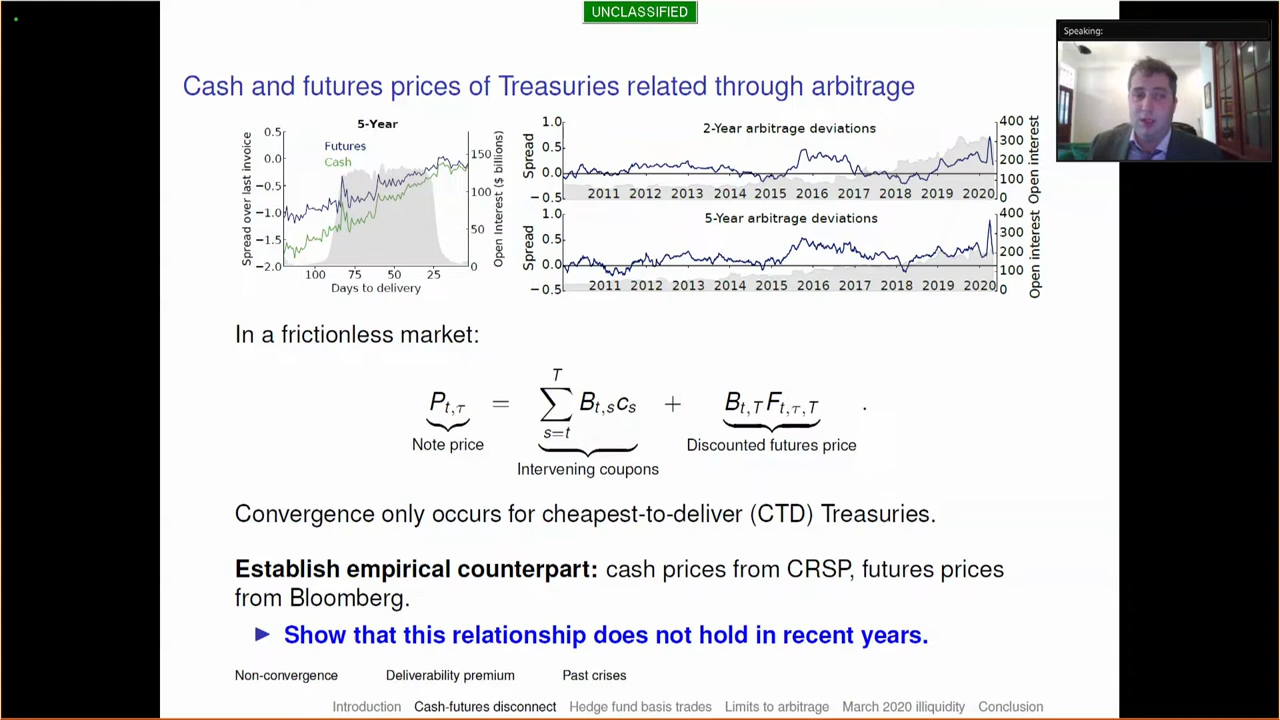 UNCLASSIFIED
Speaking:
Cash and futures prices of Treasuries related through arbitrage
5-Year
Futures
Cash
Spread over last invoice
0.5
0.0
−0.5
−1.0
−1.5
−2.0
100 75 50 25
Days to delivery
150
100
50
0
Open Interest ($ billions)
2-Year arbitrage deviations
Spread
1.0
0.5
0.0
−0.5
2011 2012 2013 2014 2015 2016 2017 2018 2019 2020
400
300
200
100
0
Open interest
5-Year arbitrage deviations
Spread
1.0
0.5
0.0
−0.5
2011 2012 2013 2014 2015 2016 2017 2018 2019 2020
400
300
200
100
0
Open interest
In a frictionless market:
P_{t,τ} = ∑_{s=t}^{T} B_{t,s}c_s + B_{t,T}F_{t,τ,T} .
Note price
Discounted futures price
Intervening coupons
Convergence only occurs for cheapest-to-deliver (CTD) Treasuries.
Establish empirical counterpart: cash prices from CRSP, futures prices
from Bloomberg.
► Show that this relationship does not hold in recent years.
Non-convergence Deliverability premium Past crises
Introduction Cash-futures disconnect Hedge fund basis trades Limits to arbitrage March 2020 illiquidity Conclusion